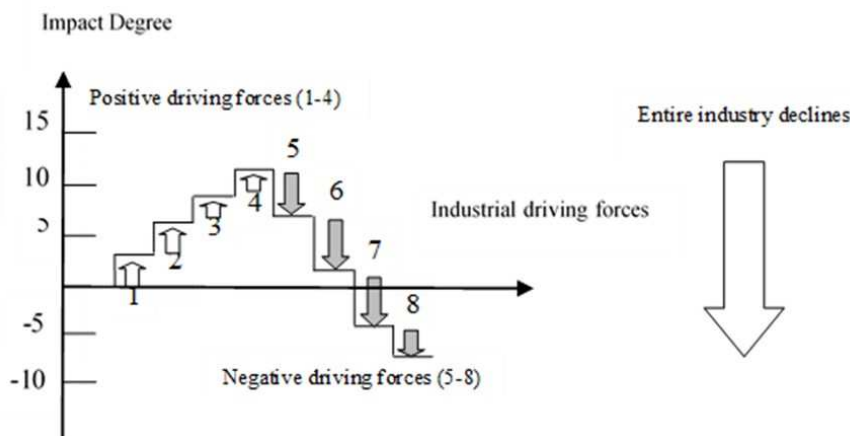 Impact Degree
Positive driving forces (1-4)
Entire industry declines
15
10
5
-5
-10
5
6
7
8
4
3
2
1
Industrial driving forces
Negative driving forces (5-8)